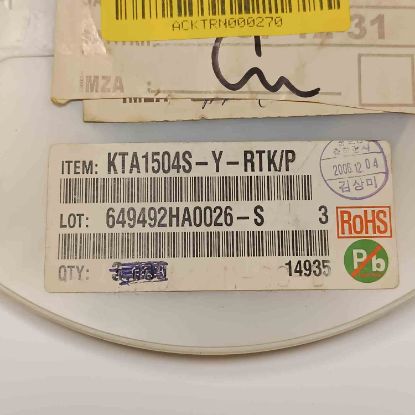 ACKTRN000270
31
MZA
ITEM: KTA1504S-Y-RTK/P
2006.12.04
김상미
LOT: 649492HA0026-S 3
RoHS
Pb
QTY: 14935